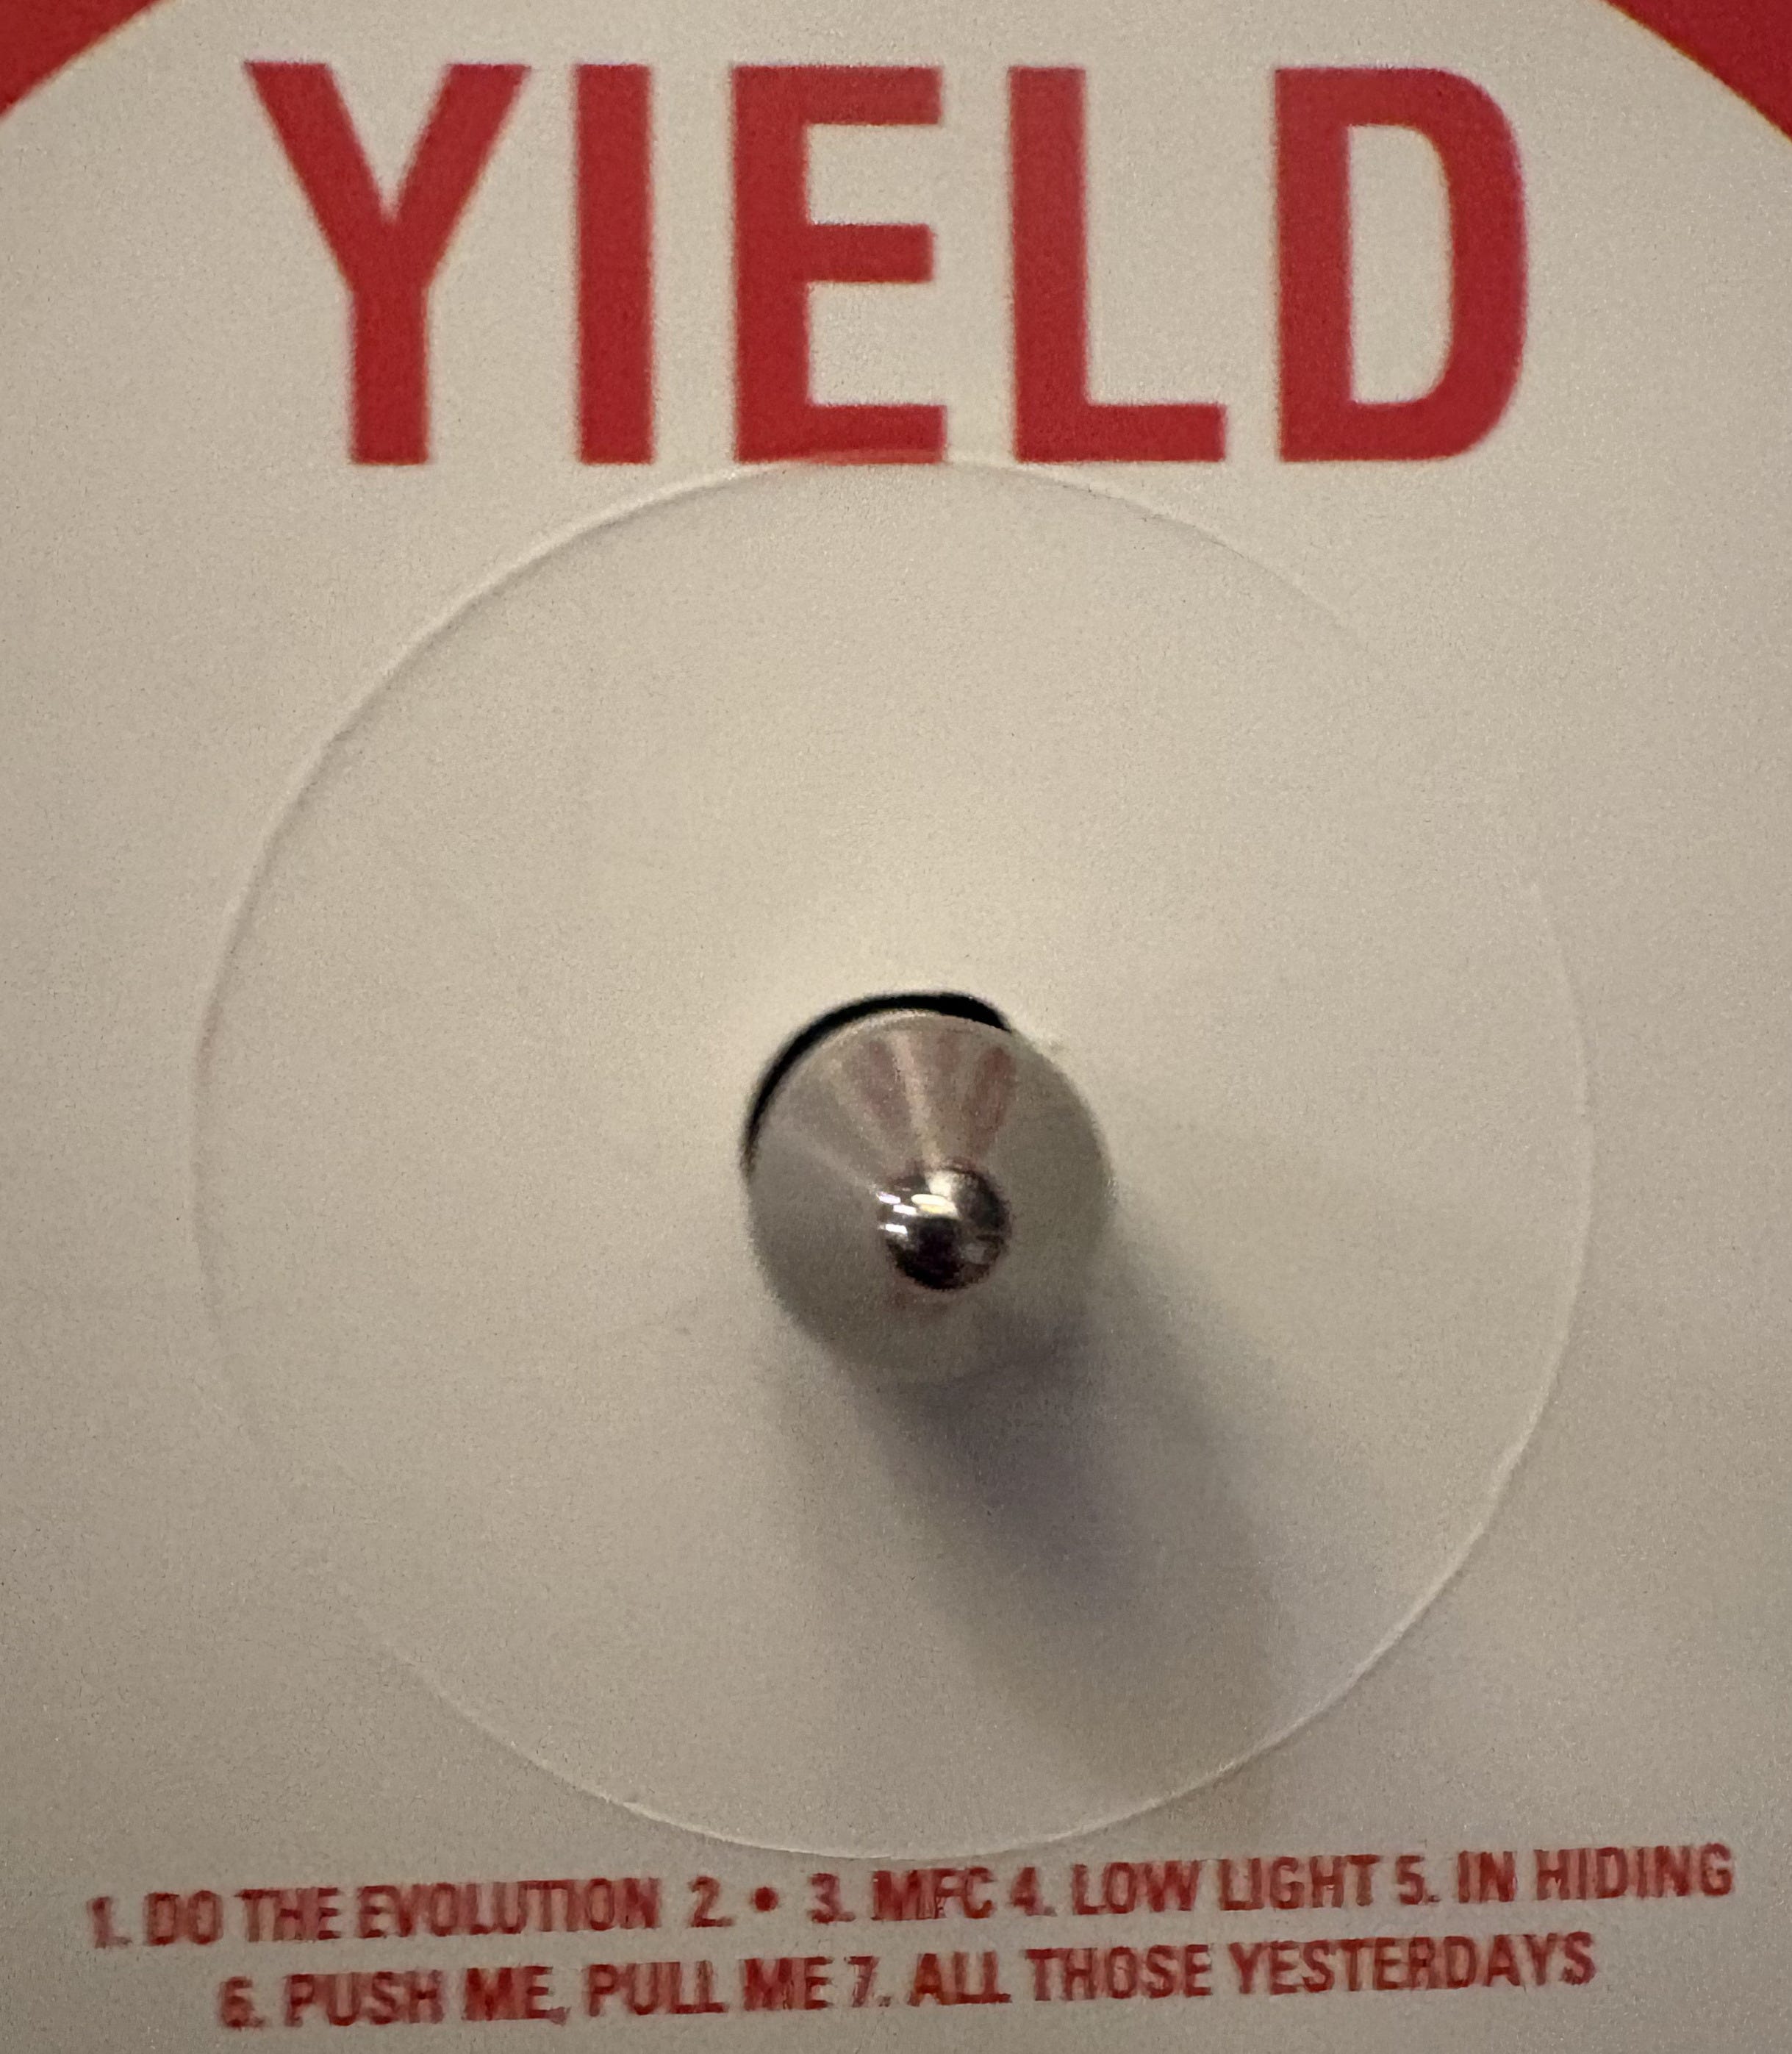 YIELD
1. DO THE EVOLUTION 2. • 3. MFC 4. LOW LIGHT 5. IN HIDING
6. PUSH ME, PULL ME 7. ALL THOSE YESTERDAYS